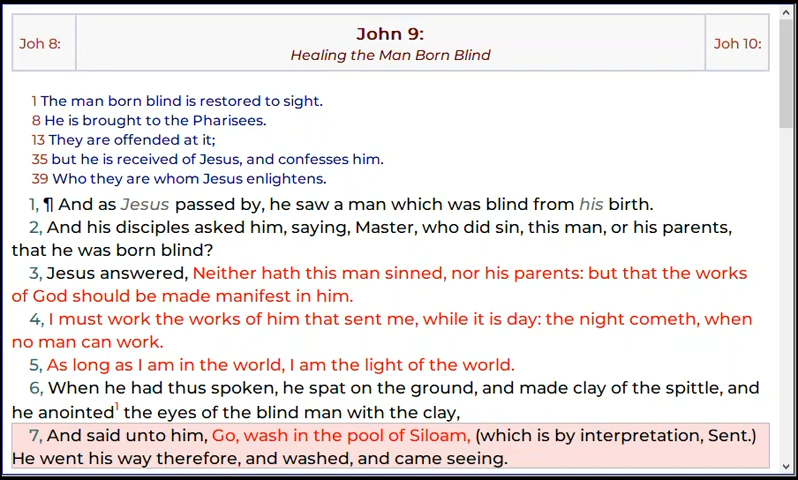 Joh 8:
John 9:
Healing the Man Born Blind
Joh 10:
1 The man born blind is restored to sight.
8 He is brought to the Pharisees.
13 They are offended at it;
35 but he is received of Jesus, and confesses him.
39 Who they are whom Jesus enlightens.
1, ¶ And as Jesus passed by, he saw a man which was blind from his birth.
2, And his disciples asked him, saying, Master, who did sin, this man, or his parents,
that he was born blind?
3, Jesus answered, Neither hath this man sinned, nor his parents: but that the works
of God should be made manifest in him.
4, I must work the works of him that sent me, while it is day: the night cometh, when
no man can work.
5, As long as I am in the world, I am the light of the world.
6, When he had thus spoken, he spat on the ground, and made clay of the spittle, and
he anointed1 the eyes of the blind man with the clay,
7, And said unto him, Go, wash in the pool of Siloam, (which is by interpretation, Sent.)
He went his way therefore, and washed, and came seeing.